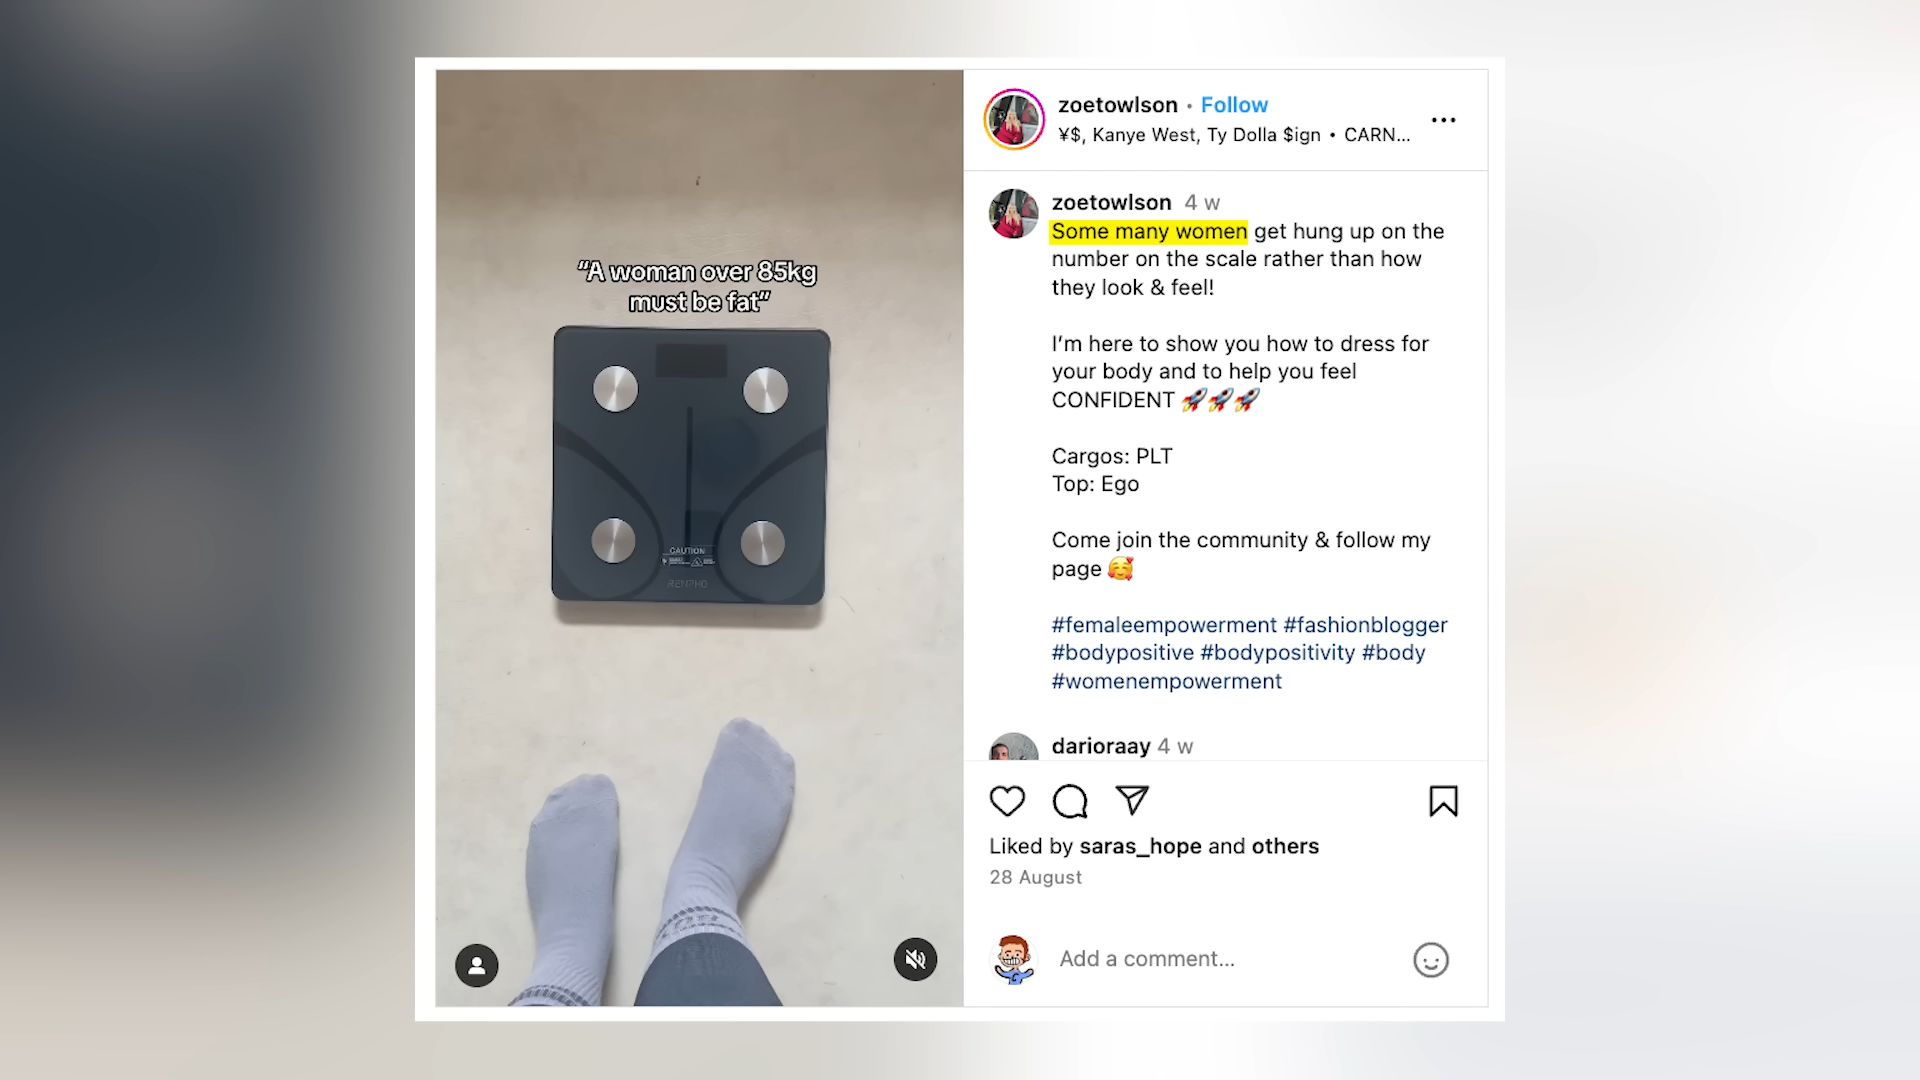 “A woman over 85kg
must be fat”
CAUTION
RENPHO
zoetowlson • Follow
¥$, Kanye West, Ty Dolla $ign • CARN...
zoetowlson 4 w
Some many women get hung up on the
number on the scale rather than how
they look & feel!
I’m here to show you how to dress for
your body and to help you feel
CONFIDENT 🚀🚀🚀
Cargos: PLT
Top: Ego
Come join the community & follow my
page 🥰
#femaleempowerment #fashionblogger
#bodypositive #bodypositivity #body
#womenempowerment
darioraay 4 w
Liked by saras_hope and others
28 August
Add a comment...